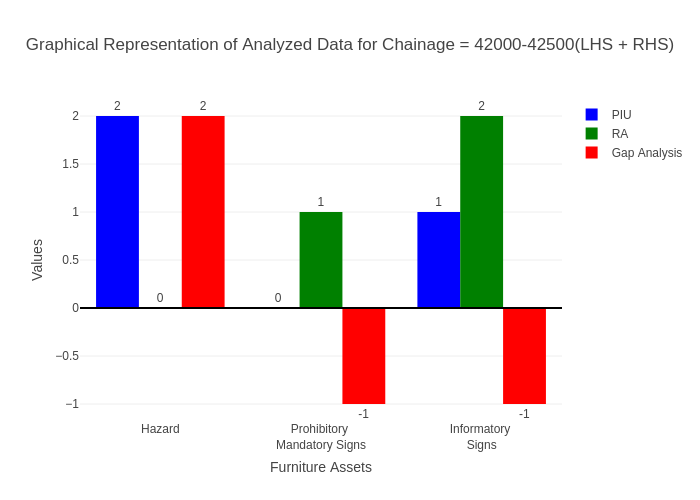 Graphical Representation of Analyzed Data for Chainage = 42000-42500(LHS + RHS)
2
2
2
PIU
RA
Gap Analysis
2
1.5
1
0.5
0
−0.5
−1
1
1
0
0
-1
-1
Values
Hazard
Prohibitory
Mandatory Signs
Informatory
Signs
Furniture Assets